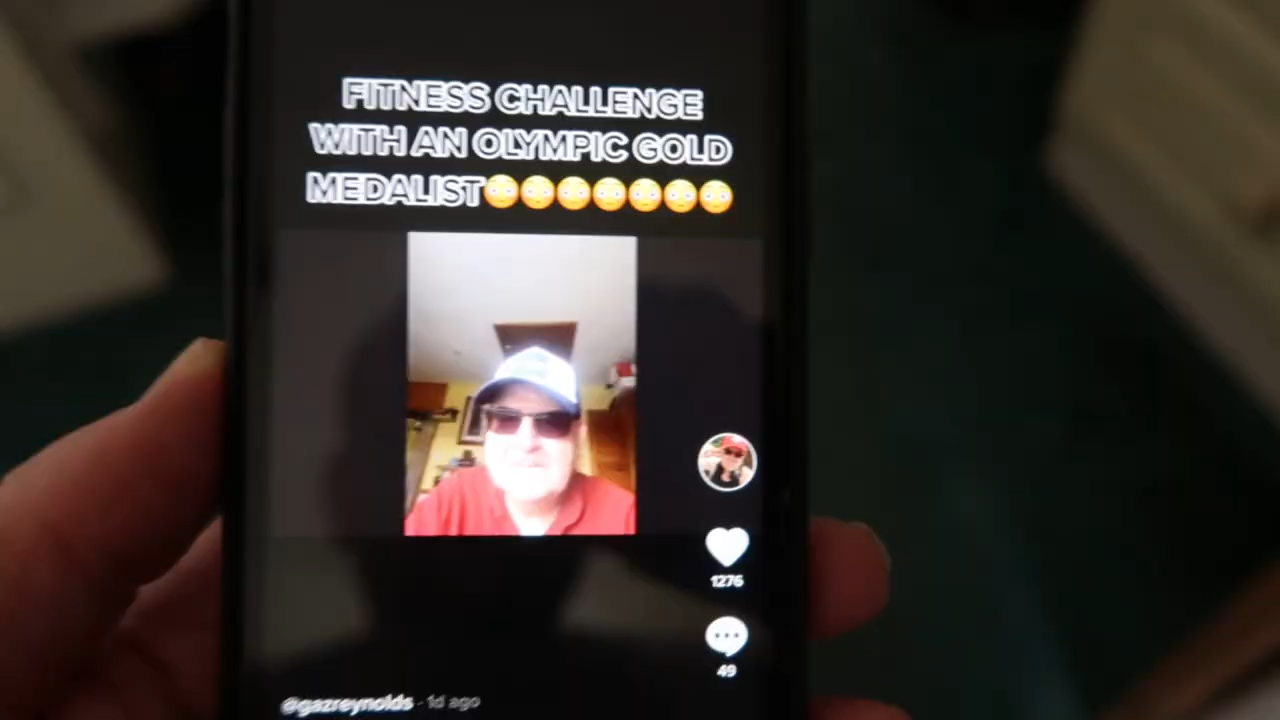 FITNESS CHALLENGE
WITH AN OLYMPIC GOLD
MEDALIST😳😳😳😳😳😳😳
1276
49
@gazreynolds · 1d ago